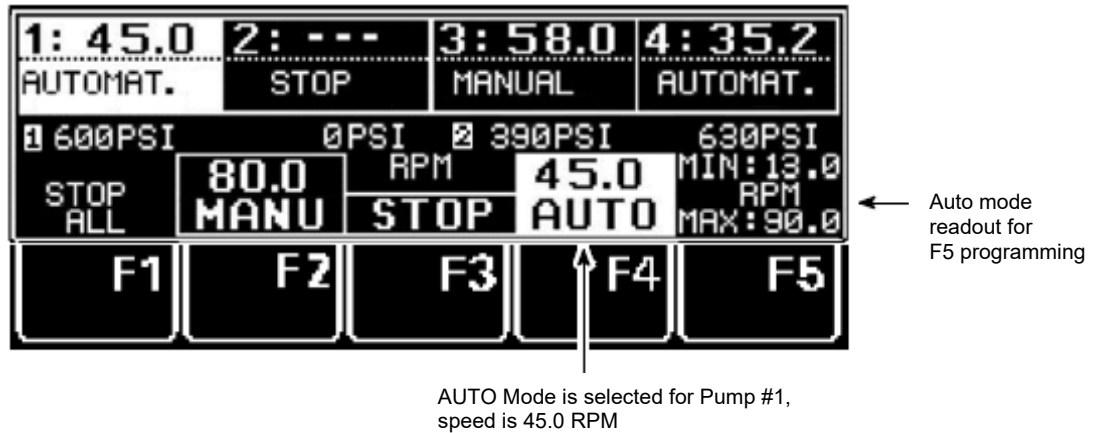 1: 45.0 2: --- 3: 58.0 4: 35.2
AUTOMAT. STOP MANUAL AUTOMAT.
1 600PSI 0PSI 2 390PSI 630PSI
STOP ALL
80.0 MANU
RPM
STOP
45.0 AUTO
MIN:13.0
RPM
MAX:90.0
F1 F2 F3 F4 F5
Auto mode
readout for
F5 programming
AUTO Mode is selected for Pump #1,
speed is 45.0 RPM